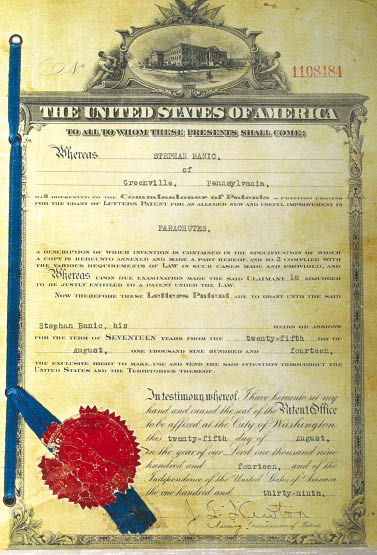 No
1108484
THE UNITED STATES OF AMERICA
TO ALL TO WHOM THESE PRESENTS SHALL COME:
Whereas STEPHAN BANIC,
of
Greenville, Pennsylvania,
HAS PRESENTED TO THE Commissioner of Patents A PETITION PRAYING
FOR THE GRANT OF LETTERS PATENT FOR AN ALLEGED NEW AND USEFUL IMPROVEMENT IN
PARACHUTES,
A DESCRIPTION OF WHICH INVENTION IS CONTAINED IN THE SPECIFICATION OF WHICH
A COPY IS HEREUNTO ANNEXED AND MADE A PART HEREOF, AND HAS COMPLIED WITH
THE VARIOUS REQUIREMENTS OF LAW IN SUCH CASES MADE AND PROVIDED, AND
Whereas UPON DUE EXAMINATION MADE THE SAID CLAIMANT is ADJUDGED
TO BE JUSTLY ENTITLED TO A PATENT UNDER THE LAW.
NOW THEREFORE THESE Letters Patent ARE TO GRANT UNTO THE SAID
Stephan Banic, his HEIRS OR ASSIGNS
FOR THE TERM OF SEVENTEEN YEARS FROM THE twenty-fifth DAY OF
August, ONE THOUSAND NINE HUNDRED AND fourteen,
THE EXCLUSIVE RIGHT TO MAKE USE AND VEND THE SAID INVENTION THROUGHOUT THE
UNITED STATES AND THE TERRITORIES THEREOF.
In testimony whereof I have hereunto set my
hand and caused the seal of the Patent Office
to be affixed at the City of Washington
this twenty-fifth day of August,
in the year of our Lord one thousand nine
hundred and fourteen, and of the
Independence of the United States of America
the one hundred and thirty-ninth.
Acting Commissioner of Patents.